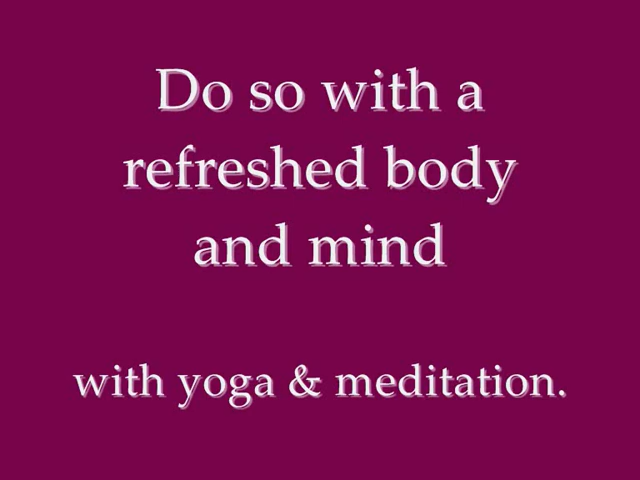 Do so with a
refreshed body
and mind
with yoga & meditation.